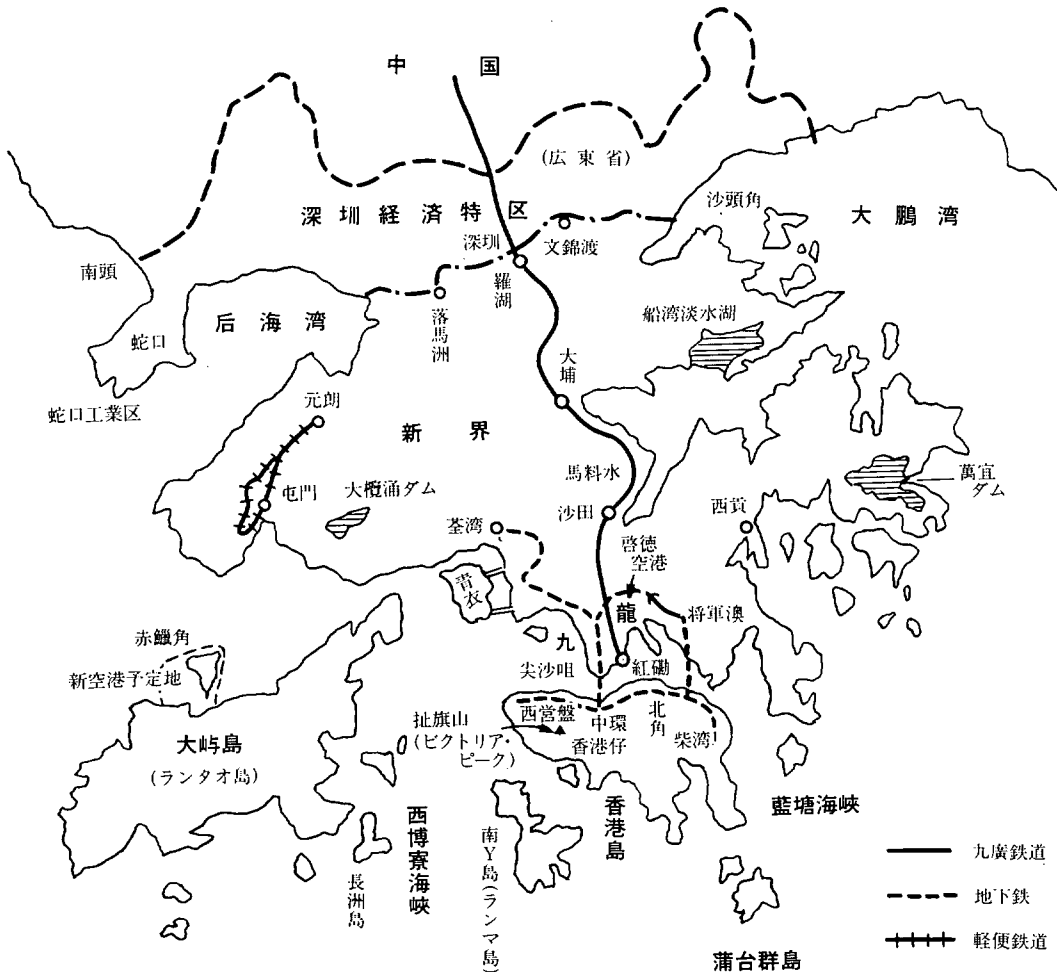 中国
(広東省)
深圳経済特区
沙頭角
大鵬湾
深圳
文錦渡
南頭
羅湖
后海湾
落馬洲
船湾淡水湖
蛇口
大埔
蛇口工業区
元朗
新界
馬料水
萬宜
ダム
屯門
大欖涌ダム
沙田
西貢
荃湾
啓徳
空港
青衣
龍
将軍澳
赤鱲角
九
新空港予定地
尖沙咀
紅磡
西営盤
中環
北角
扯旗山
(ビクトリア・
ピーク)
香港仔
柴湾
大屿島
(ランタオ島)
藍塘海峡
香港島
西博寮海峡
南Y島(ランマ島)
長洲島
九廣鉄道
地下鉄
軽便鉄道
蒲台群島